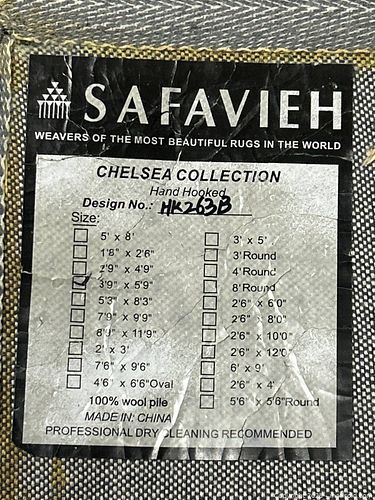 SAFAVIEH
WEAVERS OF THE MOST BEAUTIFUL RUGS IN THE WORLD
CHELSEA COLLECTION
Hand Hooked
Design No.: HK263B
Size:
5' x 8'
1'8" x 2'6"
2'9" x 4'9"
3'9" x 5'9"
5'3" x 8'3"
7'9" x 9'9"
8'9" x 11'9"
2' x 3'
7'6" x 9'6"
4'6' x 6'6"Oval
3' x 5'
3'Round
4'Round
8'Round
2'6" x 6'0"
2'6" x 8'0"
2'6" x 10'0"
2'6" x 12'0"
6' x 9'
2'6" x 4'
5'6" x 5'6"Round
100% wool pile
MADE IN: CHINA
PROFESSIONAL DRY CLEANING RECOMMENDED